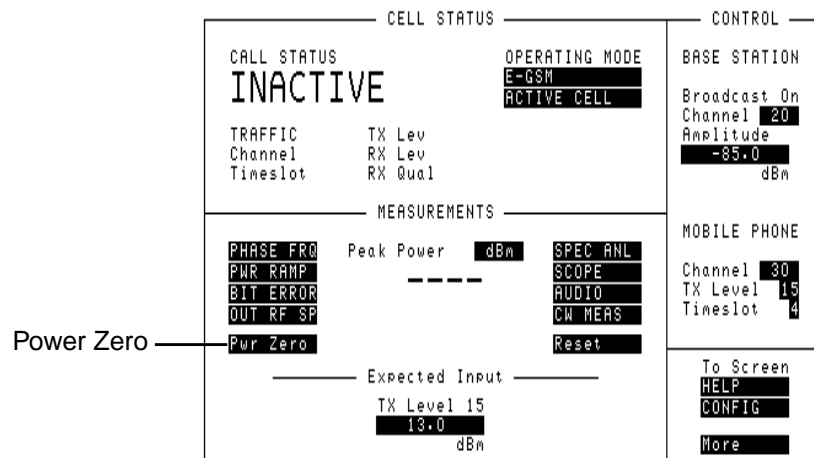 CELL STATUS
CALL STATUS
INACTIVE
OPERATING MODE
E-GSM
ACTIVE CELL
TRAFFIC TX Lev
Channel RX Lev
Timeslot RX Qual
MEASUREMENTS
PHASE FRQ
PWR RAMP
BIT ERROR
OUT RF SP
Pwr Zero
Peak Power dBm
----
SPEC ANL
SCOPE
AUDIO
CW MEAS
Reset
Expected Input
TX Level 15
13.0
dBm
CONTROL
BASE STATION
Broadcast On
Channel 20
Amplitude
-85.0
dBm
MOBILE PHONE
Channel 30
TX Level 15
Timeslot 4
To Screen
HELP
CONFIG
More
Power Zero